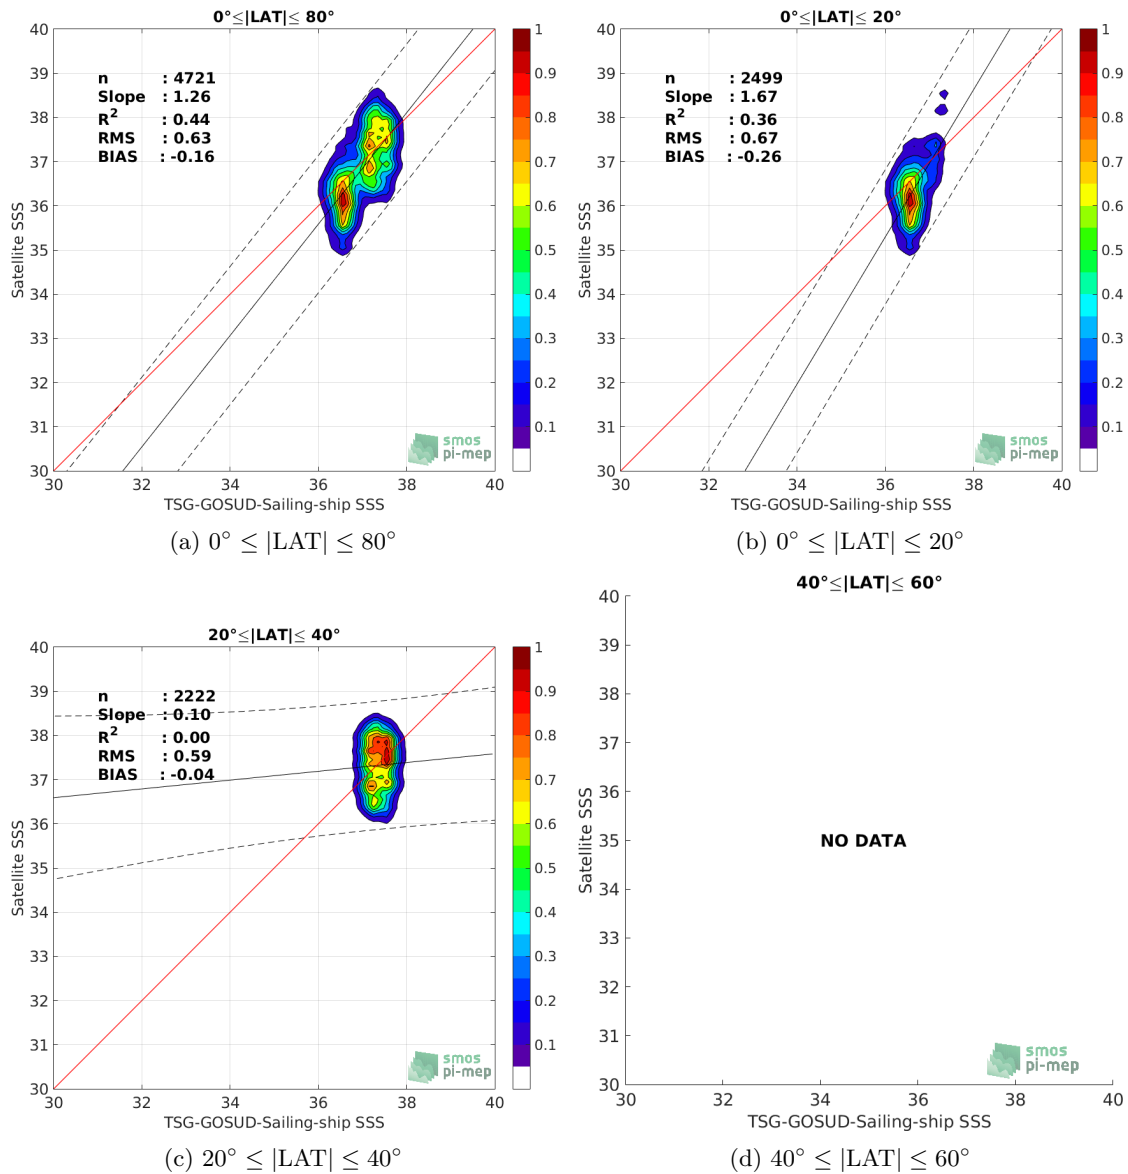 0°≤|LAT|≤ 80°
40
39
38
37
36
35
34
33
32
31
30
Satellite SSS
n : 4721
Slope : 1.26
R2 : 0.44
RMS : 0.63
BIAS : -0.16
1
0.9
0.8
0.7
0.6
0.5
0.4
0.3
0.2
0.1
smos
pi-mep
30 32 34 36 38 40
TSG-GOSUD-Sailing-ship SSS
(a) 0° ≤ |LAT| ≤ 80°
0°≤|LAT|≤ 20°
40
39
38
37
36
35
34
33
32
31
30
Satellite SSS
n : 2499
Slope : 1.67
R2 : 0.36
RMS : 0.67
BIAS : -0.26
1
0.9
0.8
0.7
0.6
0.5
0.4
0.3
0.2
0.1
smos
pi-mep
30 32 34 36 38 40
TSG-GOSUD-Sailing-ship SSS
(b) 0° ≤ |LAT| ≤ 20°
20°≤|LAT|≤ 40°
40
39
38
37
36
35
34
33
32
31
30
Satellite SSS
n : 2222
Slope : 0.10
R2 : 0.00
RMS : 0.59
BIAS : -0.04
1
0.9
0.8
0.7
0.6
0.5
0.4
0.3
0.2
0.1
smos
pi-mep
30 32 34 36 38 40
TSG-GOSUD-Sailing-ship SSS
(c) 20° ≤ |LAT| ≤ 40°
40°≤|LAT|≤ 60°
40
39
38
37
36
35
34
33
32
31
30
Satellite SSS
NO DATA
smos
pi-mep
30 32 34 36 38 40
TSG-GOSUD-Sailing-ship SSS
(d) 40° ≤ |LAT| ≤ 60°